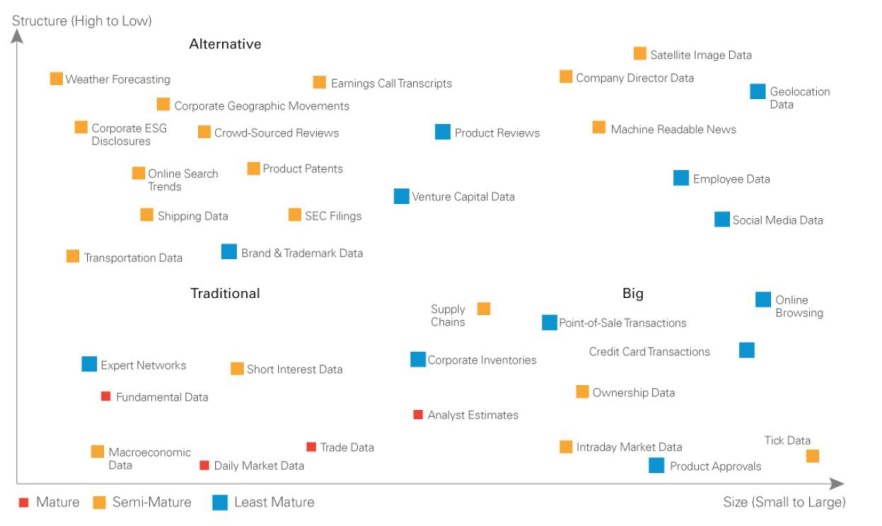 Structure (High to Low)
Alternative
Satellite Image Data
Weather Forecasting
Earnings Call Transcripts
Company Director Data
Geolocation
Data
Corporate Geographic Movements
Corporate ESG
Disclosures
Crowd-Sourced Reviews
Product Reviews
Machine Readable News
Online Search
Trends
Product Patents
Employee Data
Venture Capital Data
Shipping Data
SEC Filings
Social Media Data
Transportation Data
Brand & Trademark Data
Traditional
Big
Online
Browsing
Supply
Chains
Point-of-Sale Transactions
Credit Card Transactions
Expert Networks
Short Interest Data
Corporate Inventories
Fundamental Data
Ownership Data
Analyst Estimates
Macroeconomic
Data
Trade Data
Daily Market Data
Intraday Market Data
Tick Data
Product Approvals
Mature
Semi-Mature
Least Mature
Size (Small to Large)